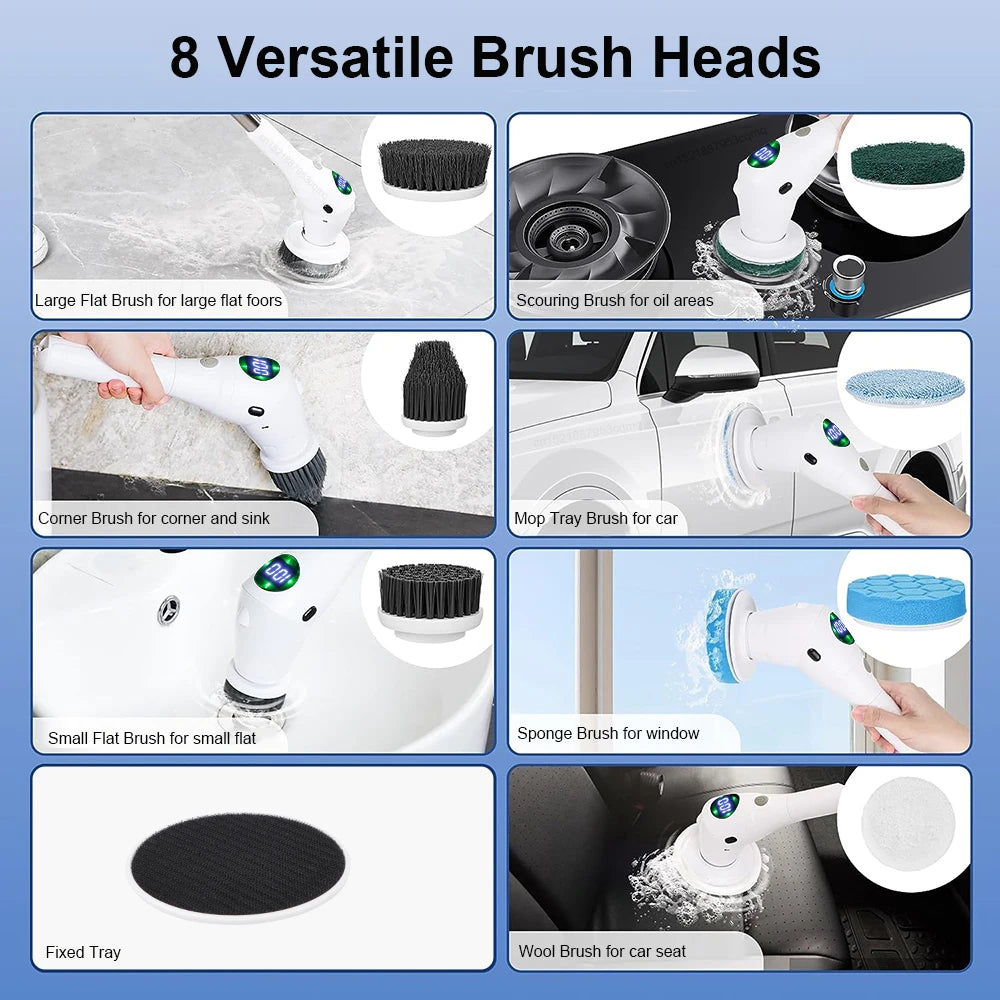 8 Versatile Brush Heads
Large Flat Brush for large flat foors
Scouring Brush for oil areas
Corner Brush for corner and sink
Mop Tray Brush for car
Small Flat Brush for small flat
Sponge Brush for window
Fixed Tray
Wool Brush for car seat